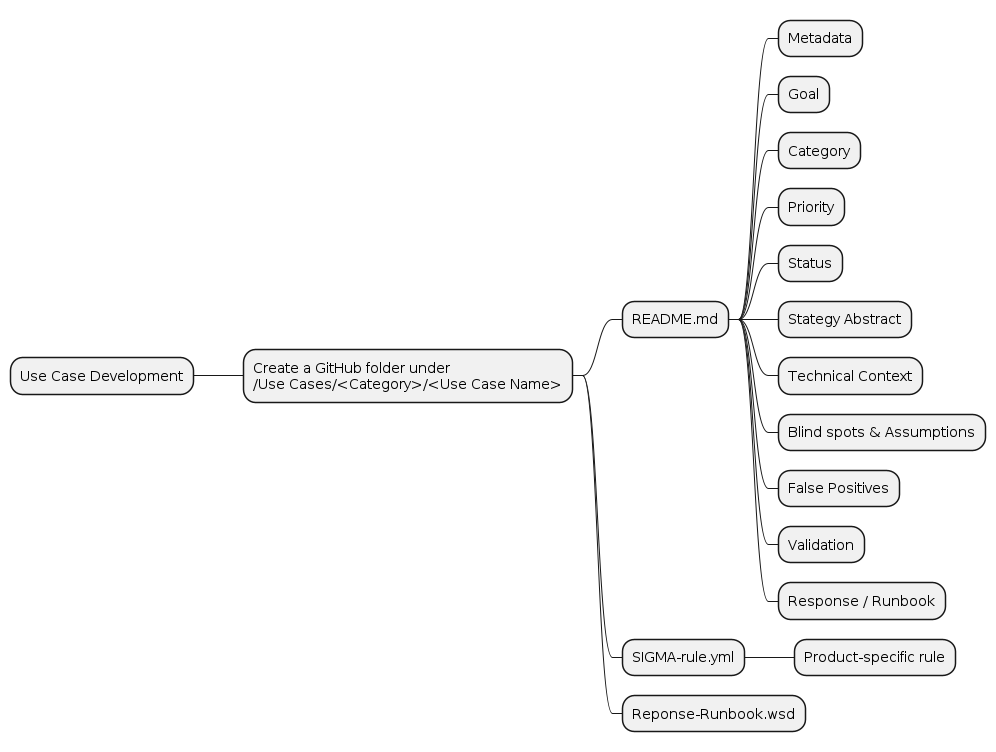 Use Case Development
Create a GitHub folder under
/Use Cases/<Category>/<Use Case Name>
README.md
Metadata
Goal
Category
Priority
Status
Stategy Abstract
Technical Context
Blind spots & Assumptions
False Positives
Validation
Response / Runbook
SIGMA-rule.yml
Product-specific rule
Reponse-Runbook.wsd